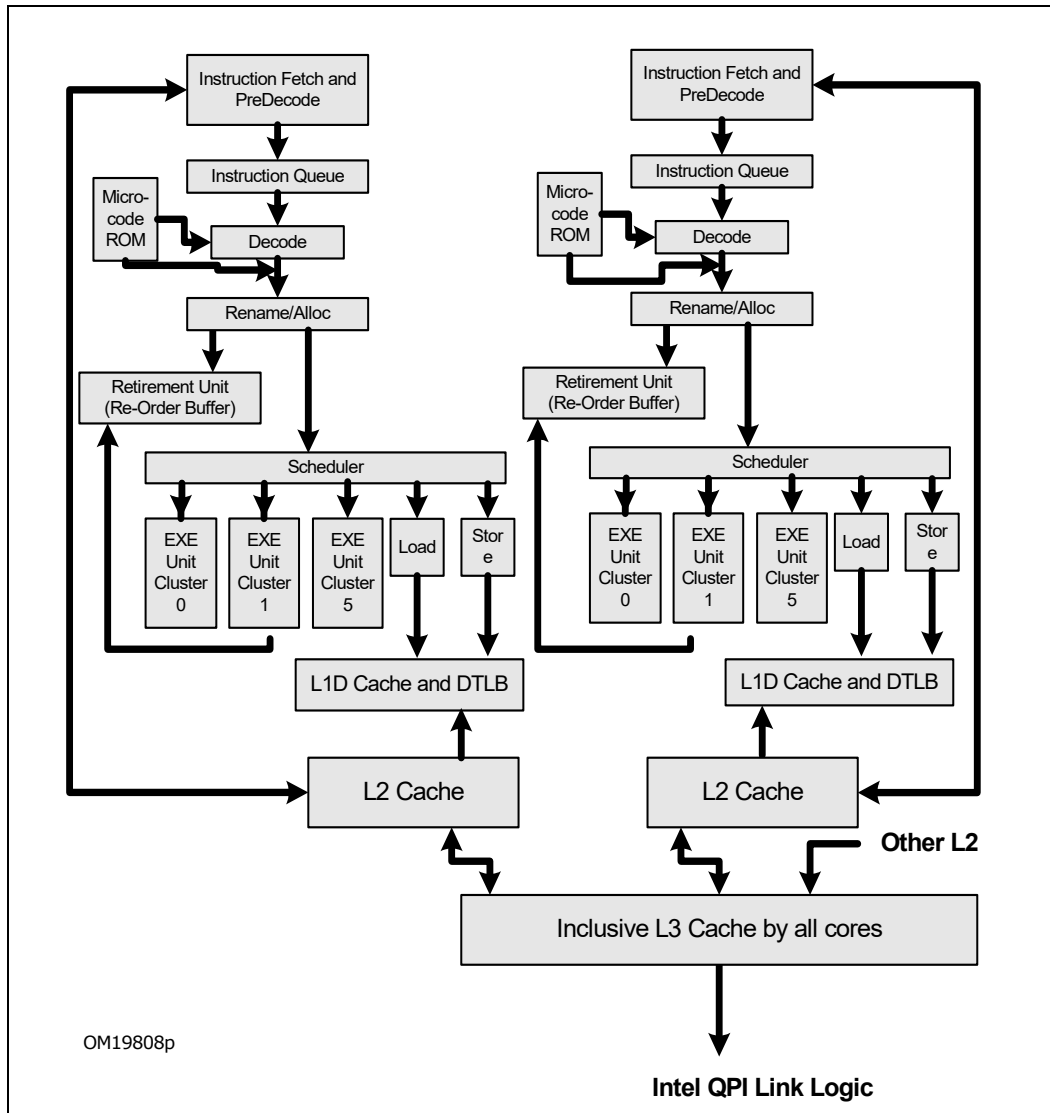 Instruction Fetch and
PreDecode
Instruction Queue
Micro-
code
ROM
Decode
Rename/Alloc
Retirement Unit
(Re-Order Buffer)
Scheduler
EXE
Unit
Cluster
0
EXE
Unit
Cluster
1
EXE
Unit
Cluster
5
Load
Stor
e
L1D Cache and DTLB
L2 Cache
Instruction Fetch and
PreDecode
Instruction Queue
Micro-
code
ROM
Decode
Rename/Alloc
Retirement Unit
(Re-Order Buffer)
Scheduler
EXE
Unit
Cluster
0
EXE
Unit
Cluster
1
EXE
Unit
Cluster
5
Load
Stor
e
L1D Cache and DTLB
L2 Cache
Other L2
Inclusive L3 Cache by all cores
OM19808p
Intel QPI Link Logic